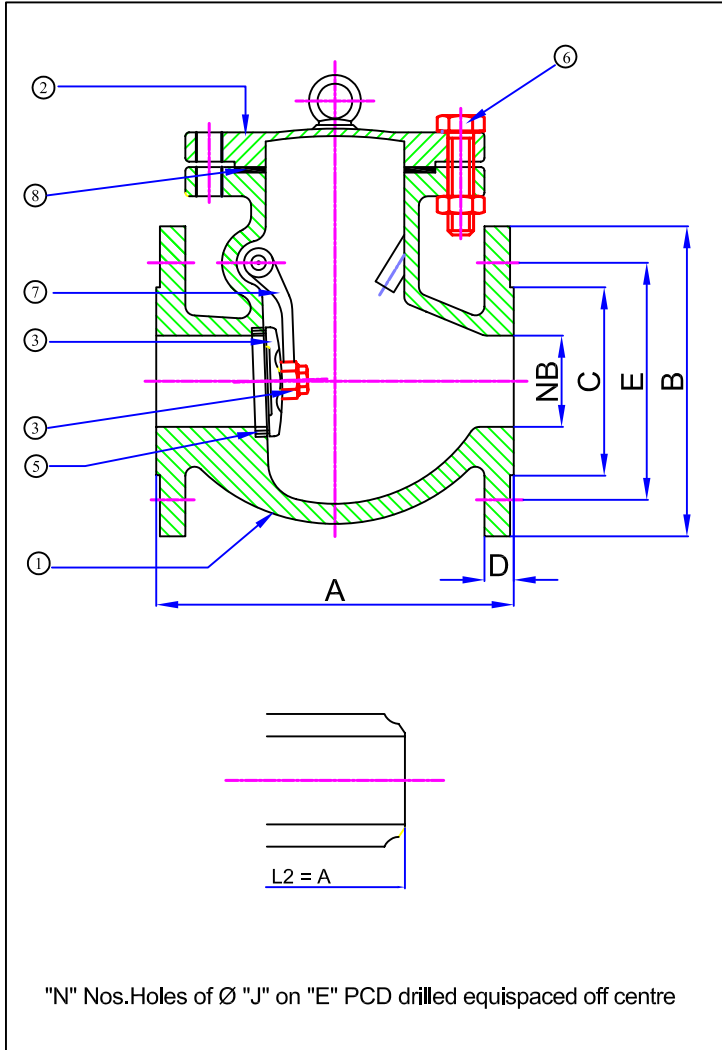 6
2
8
7
3
3
5
1
NB
C
E
B
D
A
L2 = A
"N" Nos.Holes of Ø "J" on "E" PCD drilled equispaced off centre